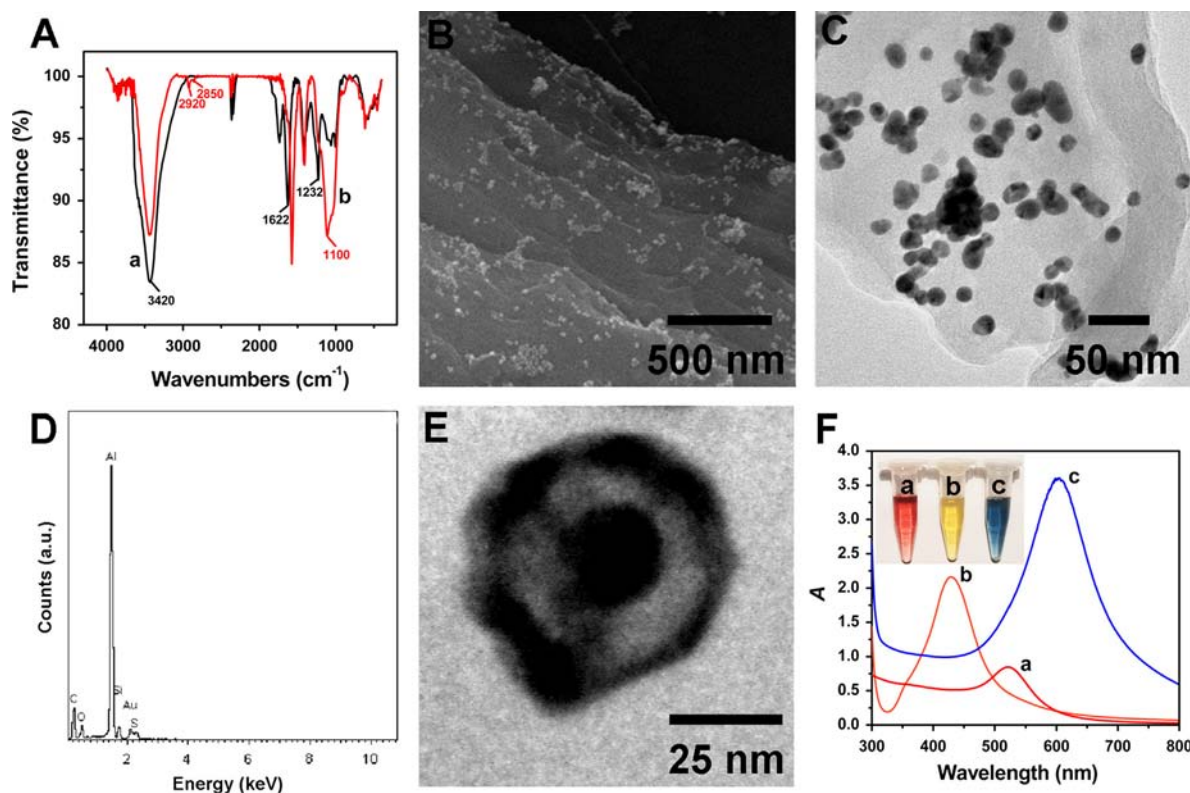 A
100
95
90
85
80
Transmittance (%)
2920
2850
1622
1232
b
a
1100
3420
4000
3000
2000
1000
Wavenumbers (cm⁻¹)
B
500 nm
C
50 nm
D
Al
C
O
Au
S
Counts (a.u.)
0
2
4
6
8
10
Energy (keV)
E
25 nm
F
4.0
3.5
3.0
2.5
2.0
1.5
1.0
0.5
0.0
A
a b c
c
b
a
300 400 500 600 700 800
Wavelength (nm)